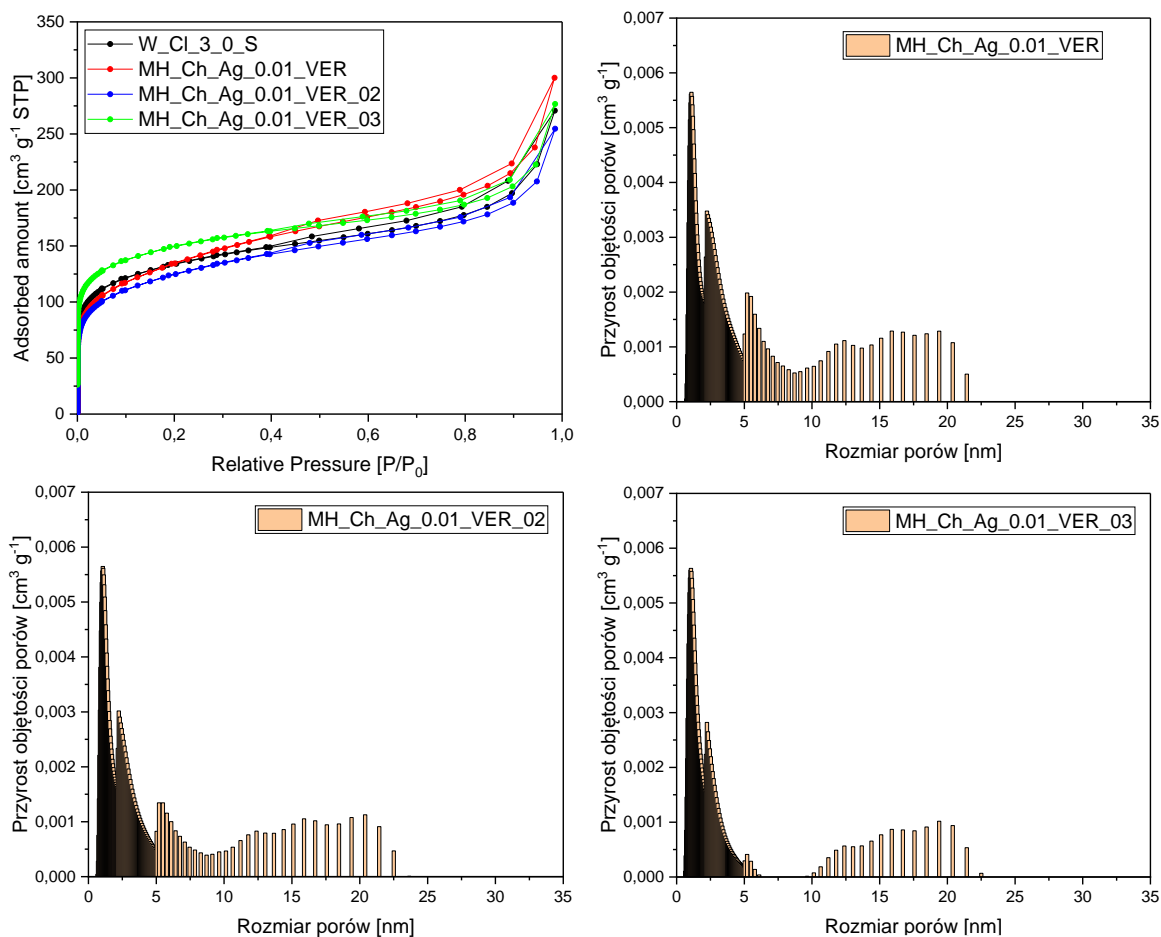 350
300
250
200
150
100
50
0
Adsorbed amount [cm³ g⁻¹ STP]
W_Cl_3_0_S
MH_Ch_Ag_0.01_VER
MH_Ch_Ag_0.01_VER_02
MH_Ch_Ag_0.01_VER_03
0,0 0,2 0,4 0,6 0,8 1,0
Relative Pressure [P/P₀]
0,007
0,006
0,005
0,004
0,003
0,002
0,001
0,000
Przyrost objętości porów [cm³ g⁻¹]
MH_Ch_Ag_0.01_VER
0 5 10 15 20 25 30 35
Rozmiar porów [nm]
0,007
0,006
0,005
0,004
0,003
0,002
0,001
0,000
Przyrost objętości porów [cm³ g⁻¹]
MH_Ch_Ag_0.01_VER_02
0 5 10 15 20 25 30 35
Rozmiar porów [nm]
0,007
0,006
0,005
0,004
0,003
0,002
0,001
0,000
Przyrost objętości porów [cm³ g⁻¹]
MH_Ch_Ag_0.01_VER_03
0 5 10 15 20 25 30 35
Rozmiar porów [nm]